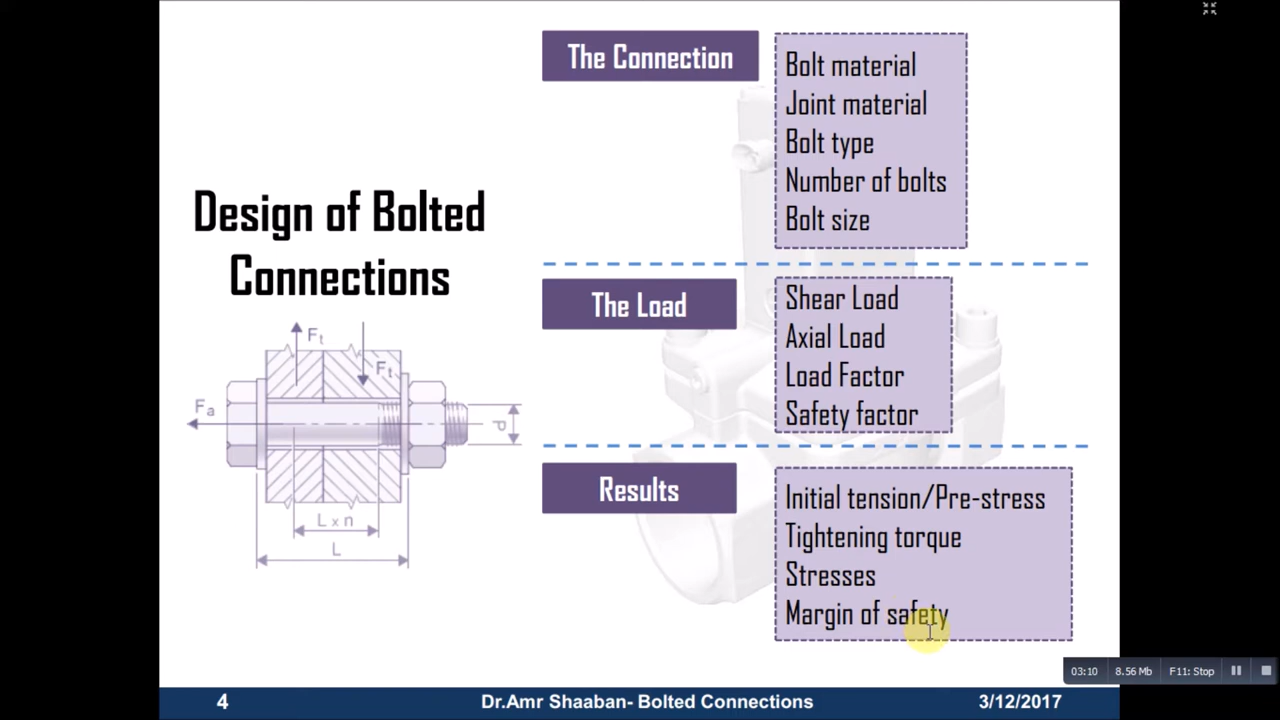 The Connection
Bolt material
Joint material
Bolt type
Number of bolts
Bolt size
Design of Bolted
Connections
The Load
Shear Load
Axial Load
Load Factor
Safety factor
Ft
Ft
Fa
d
L x n
L
Results
Initial tension/Pre-stress
Tightening torque
Stresses
Margin of safety
03:10 8.56 Mb F11: Stop
4 Dr.Amr Shaaban- Bolted Connections 3/12/2017